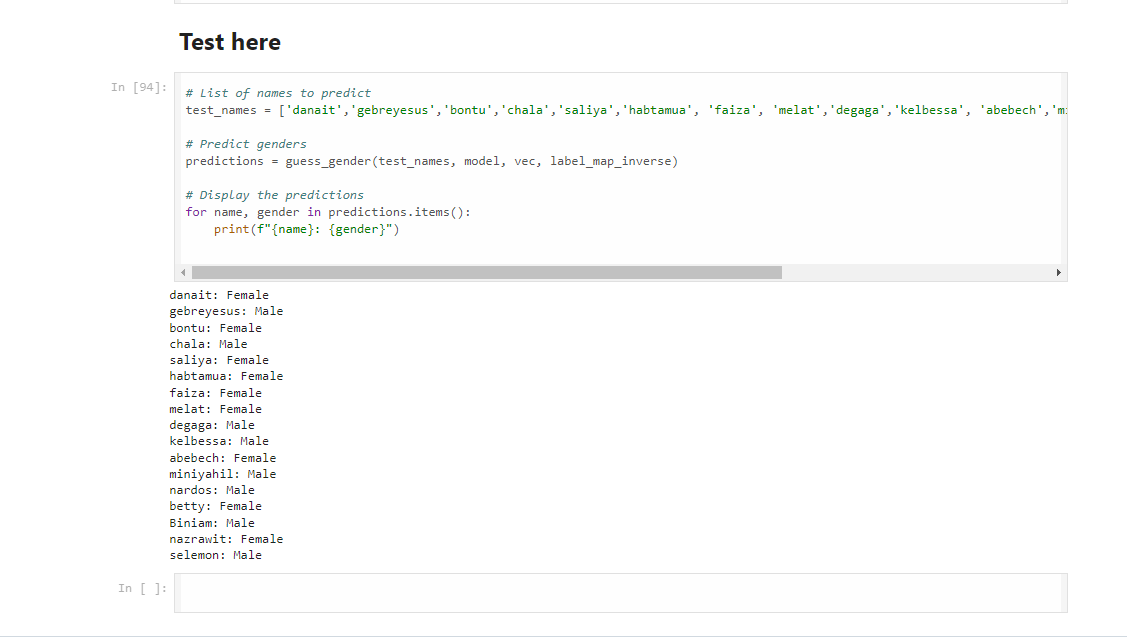 Test here
In [94]:
# List of names to predict
test_names = ['danait','gebreyesus','bontu','chala','saliya','habtamua', 'faiza', 'melat','degaga','kelbessa', 'abebech','mi
# Predict genders
predictions = guess_gender(test_names, model, vec, label_map_inverse)
# Display the predictions
for name, gender in predictions.items():
    print(f"{name}: {gender}")
danait: Female
gebreyesus: Male
bontu: Female
chala: Male
saliya: Female
habtamua: Female
faiza: Female
melat: Female
degaga: Male
kelbessa: Male
abebech: Female
miniyahil: Male
nardos: Male
betty: Female
Biniam: Male
nazrawit: Female
selemon: Male
In [ ]: